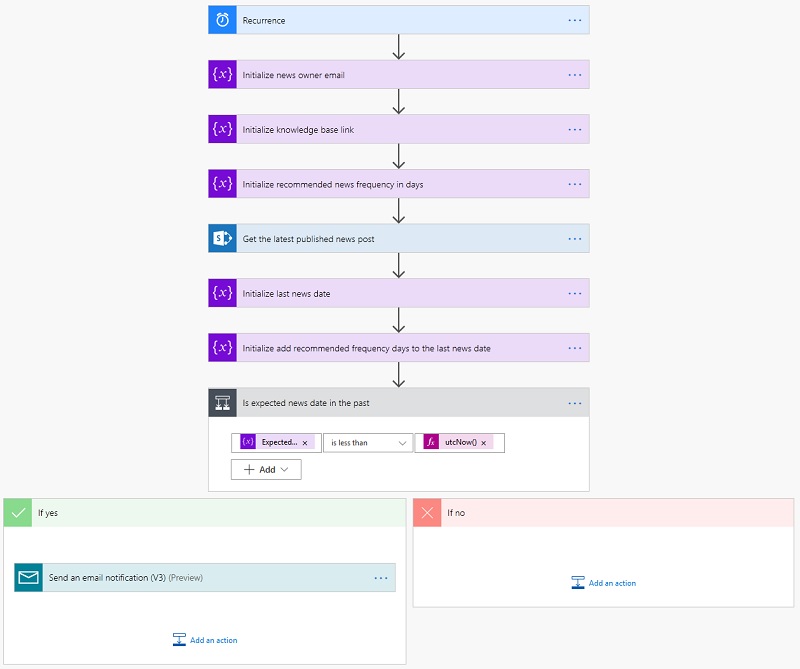 Recurrence
{x} Initialize news owner email
{x} Initialize knowledge base link
{x} Initialize recommended news frequency in days
S Get the latest published news post
{x} Initialize last news date
{x} Initialize add recommended frequency days to the last news date
Is expected news date in the past
{x} Expected... × is less than fx utcNow() ×
+ Add
If yes
If no
Send an email notification (V3) (Preview)
Add an action
Add an action